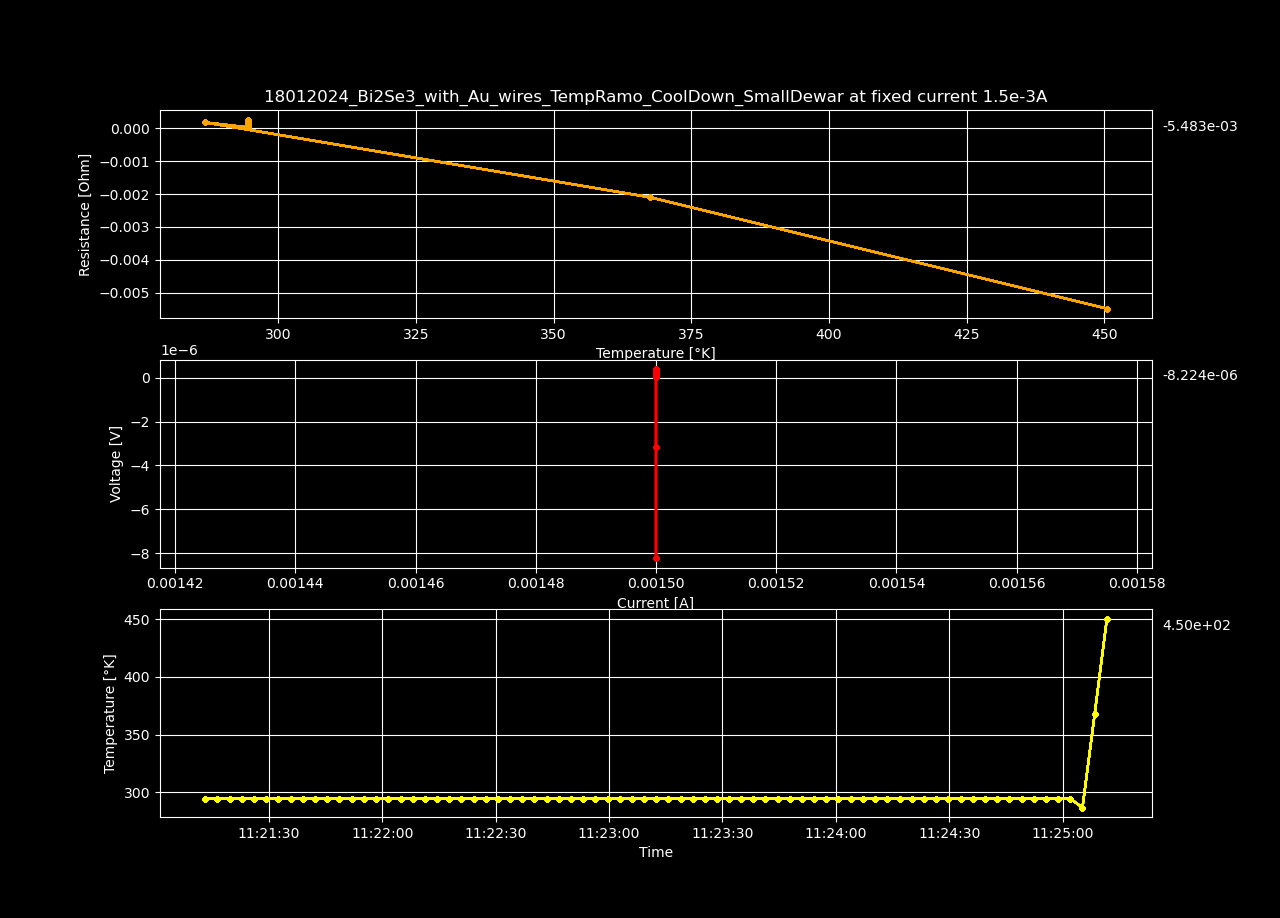 18012024_Bi2Se3_with_Au_wires_TempRamo_CoolDown_SmallDewar at fixed current 1.5e-3A
-5.483e-03
Resistance [Ohm]
0.000
−0.001
−0.002
−0.003
−0.004
−0.005
300 325 350 375 400 425 450
Temperature [°K]
1e−6
-8.224e-06
Voltage [V]
0
−2
−4
−6
−8
0.00142 0.00144 0.00146 0.00148 0.00150 0.00152 0.00154 0.00156 0.00158
Current [A]
4.50e+02
Temperature [°K]
450
400
350
300
11:21:30 11:22:00 11:22:30 11:23:00 11:23:30 11:24:00 11:24:30 11:25:00
Time